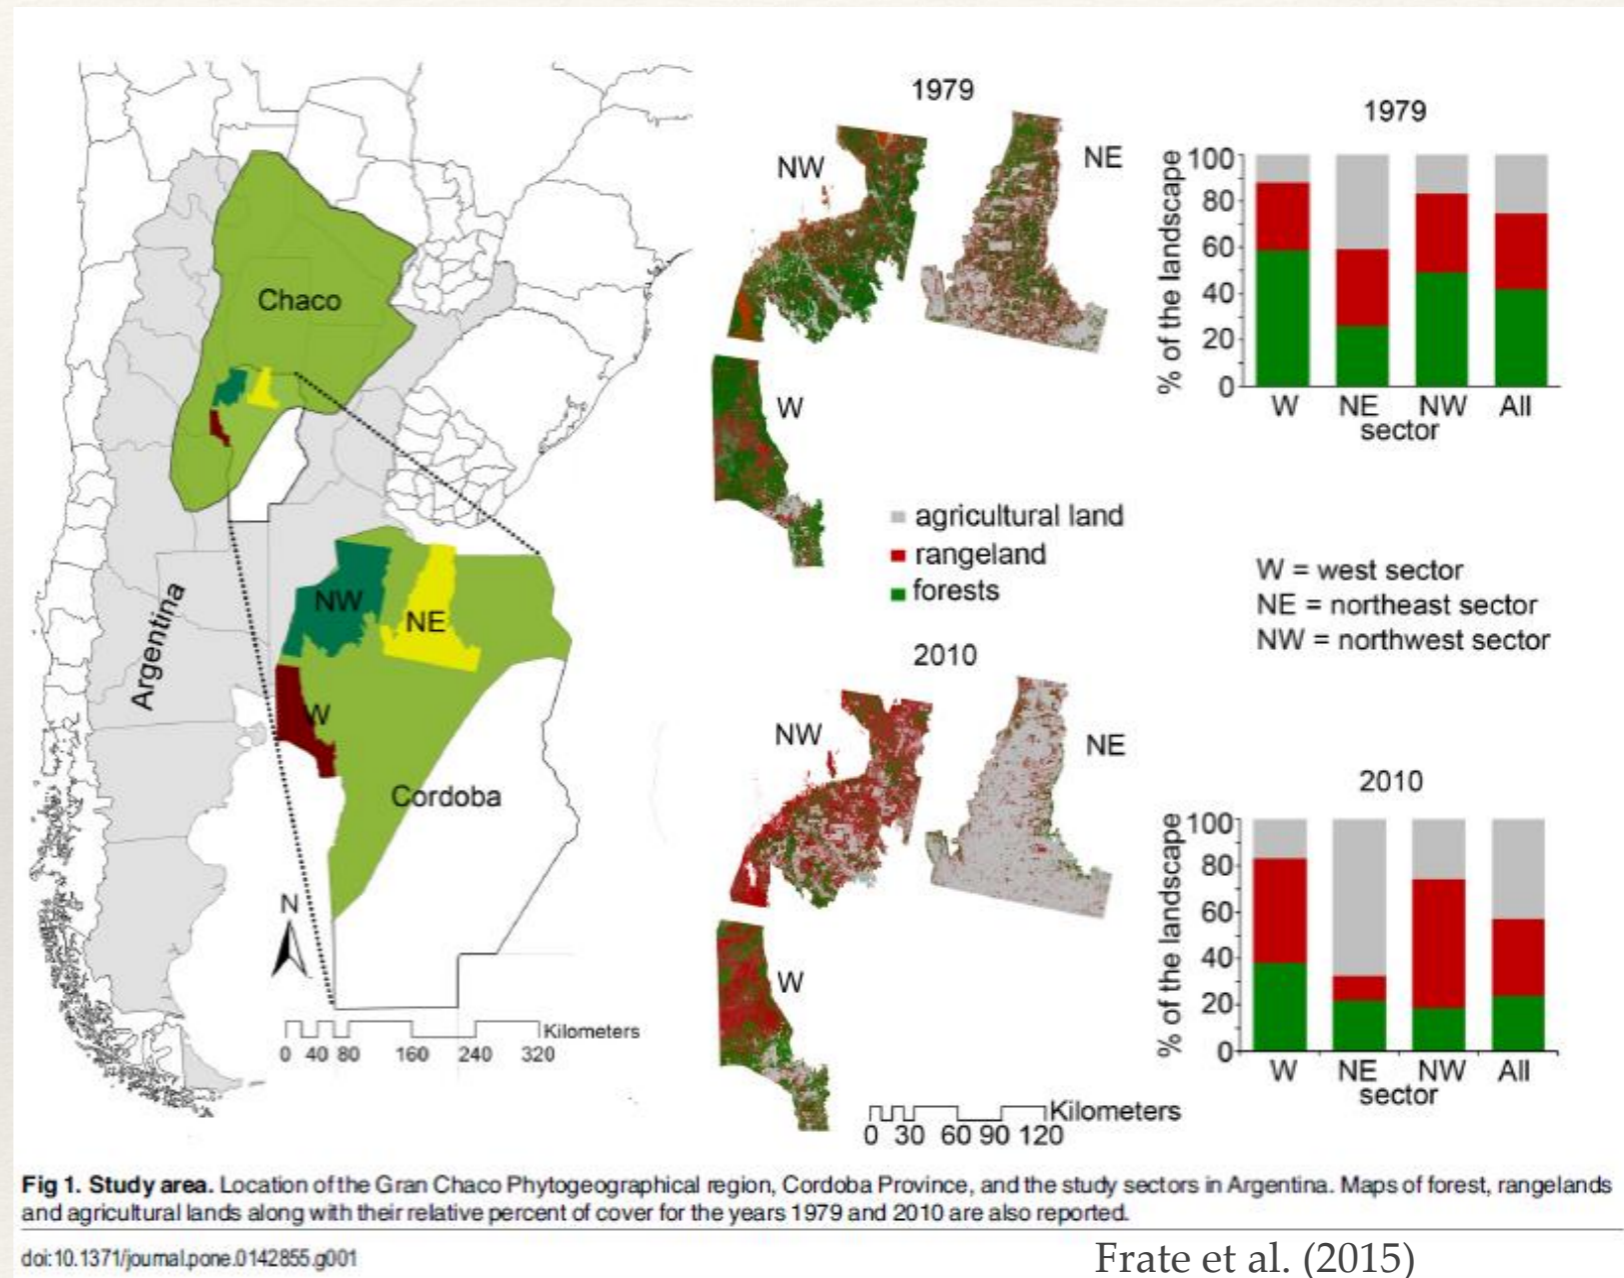 Chaco
Argentina
NW
NE
W
Cordoba
N
Kilometers
0 40 80 160 240 320
1979
NW
NE
W
agricultural land
rangeland
forests
2010
NW
NE
W
Kilometers
0 30 60 90 120
1979
% of the landscape
100
80
60
40
20
0
W NE NW All
sector
W = west sector
NE = northeast sector
NW = northwest sector
2010
% of the landscape
100
80
60
40
20
0
W NE NW All
sector
Fig 1. Study area. Location of the Gran Chaco Phytogeographical region, Cordoba Province, and the study sectors in Argentina. Maps of forest, rangelands
and agricultural lands along with their relative percent of cover for the years 1979 and 2010 are also reported.
doi:10.1371/journal.pone.0142855.g001
Frate et al. (2015)